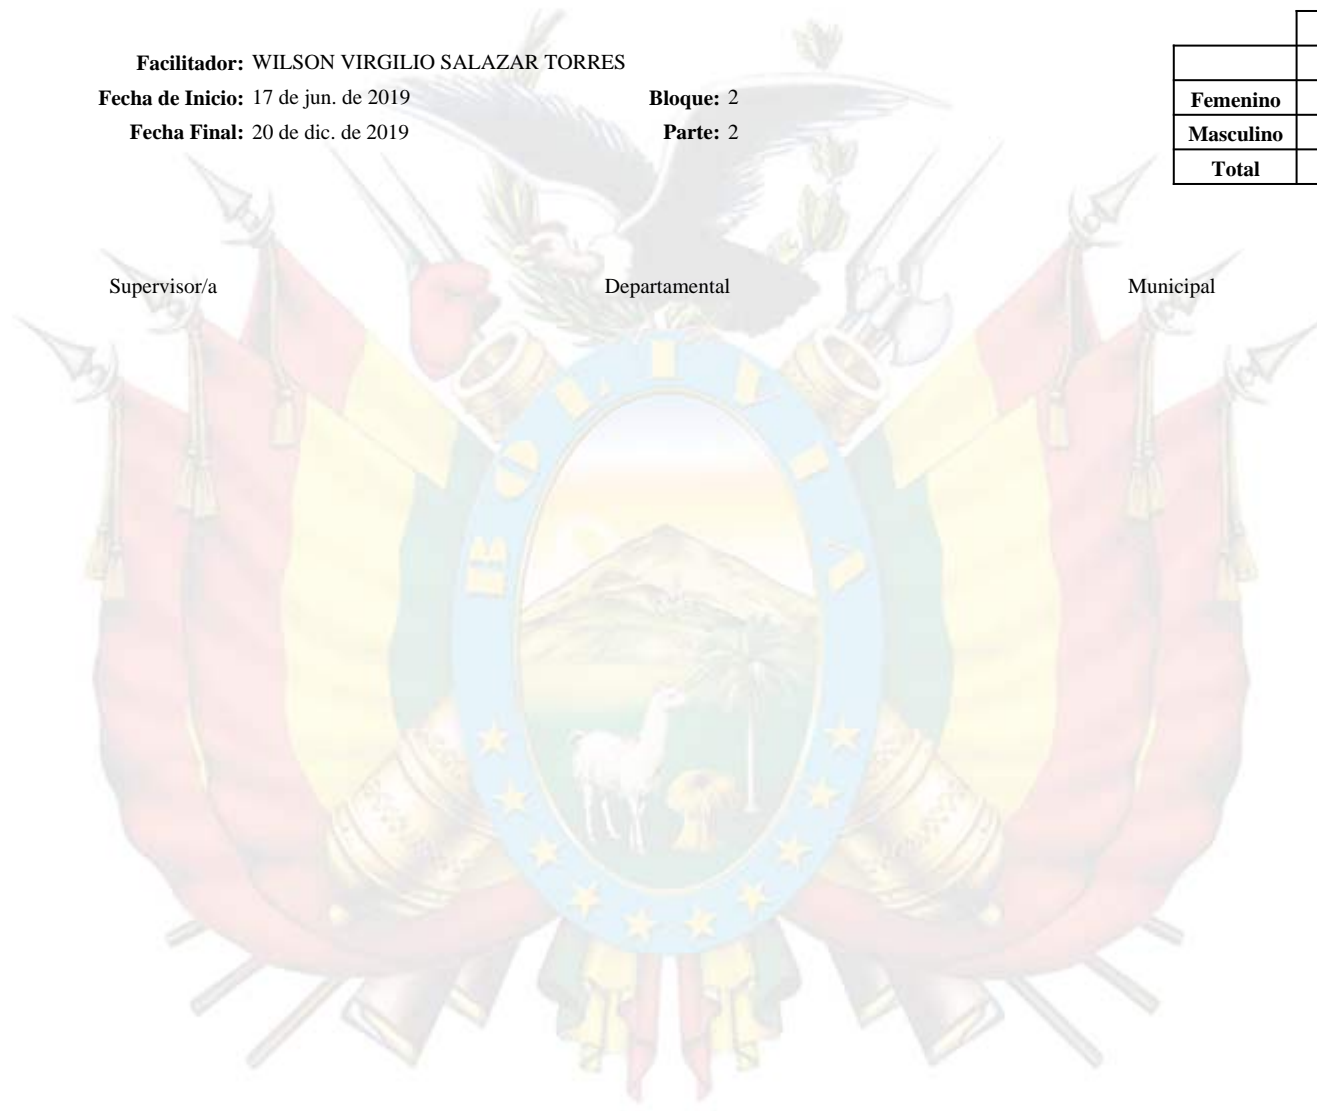 Facilitador: WILSON VIRGILIO SALAZAR TORRES
Fecha de Inicio: 17 de jun. de 2019 Bloque: 2
Fecha Final: 20 de dic. de 2019 Parte: 2
Femenino
Masculino
Total
Supervisor/a Departamental Municipal
BOLIVIA